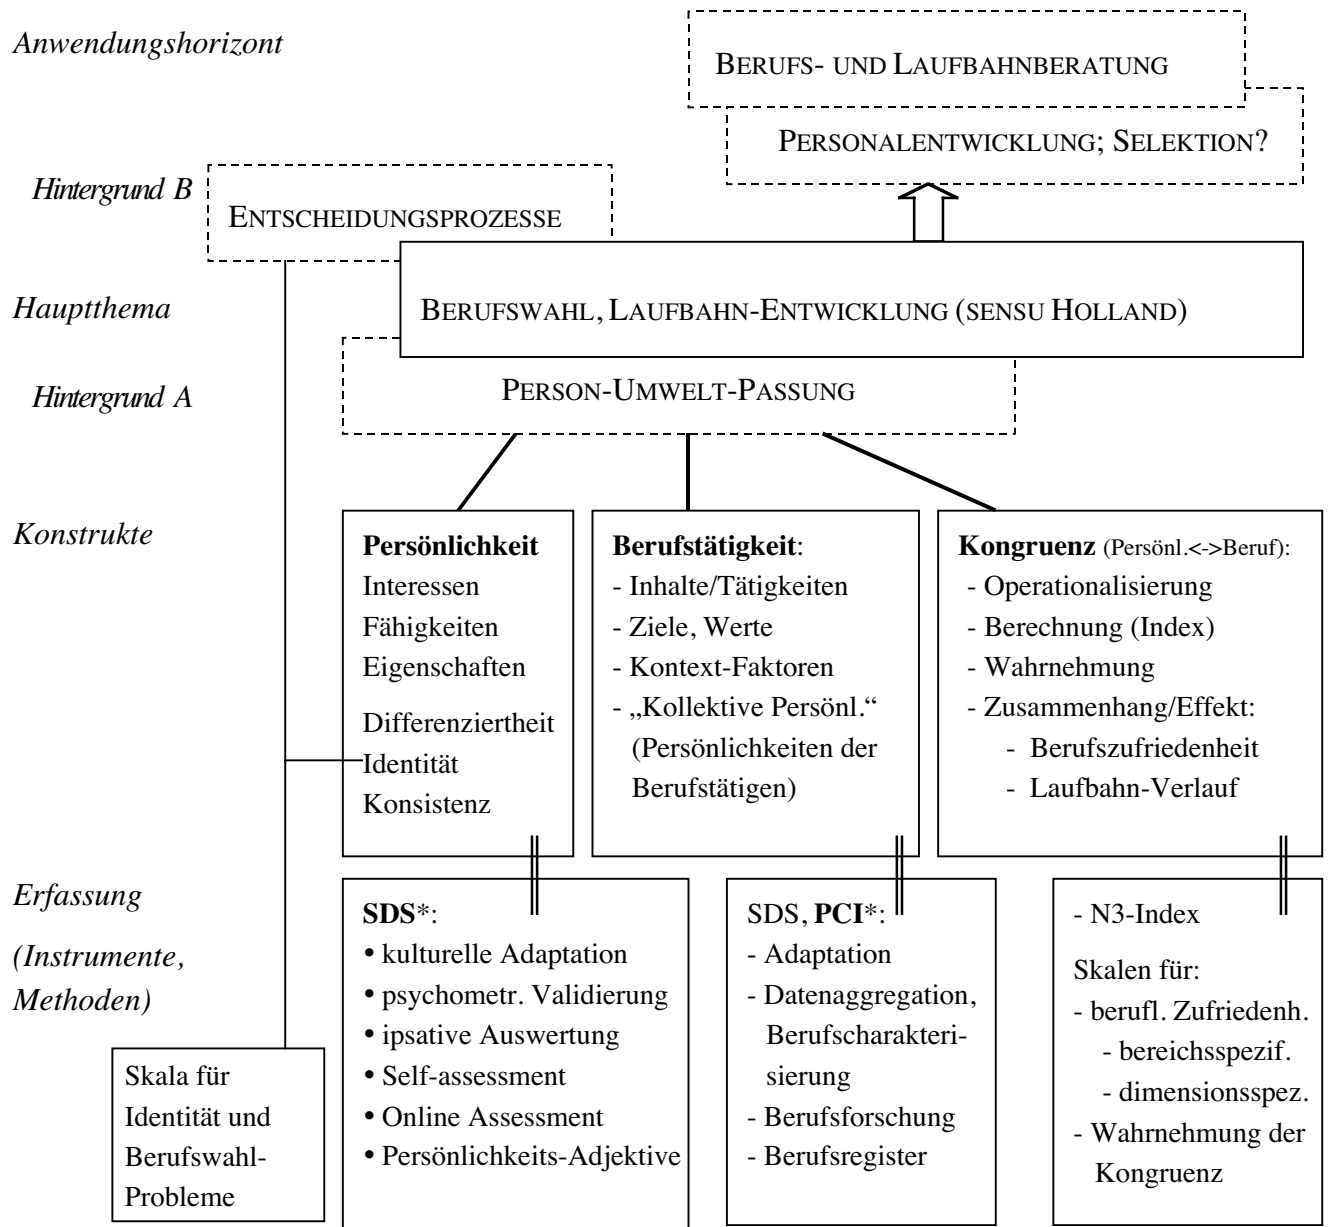 Anwendungshorizont
BERUFS- UND LAUFBAHNBERATUNG
PERSONALENTWICKLUNG; SELEKTION?
Hintergrund B
ENTSCHEIDUNGSPROZESSE
Hauptthema
BERUFSWAHL, LAUFBAHN-ENTWICKLUNG (SENSU HOLLAND)
Hintergrund A
PERSON-UMWELT-PASSUNG
Konstrukte
Persönlichkeit
Interessen
Fähigkeiten
Eigenschaften
Differenziertheit
Identität
Konsistenz
Berufstätigkeit:
- Inhalte/Tätigkeiten
- Ziele, Werte
- Kontext-Faktoren
- „Kollektive Persönl.“
(Persönlichkeiten der
Berufstätigen)
Kongruenz (Persönl.<->Beruf):
- Operationalisierung
- Berechnung (Index)
- Wahrnehmung
- Zusammenhang/Effekt:
- Berufszufriedenheit
- Laufbahn-Verlauf
Erfassung
(Instrumente,
Methoden)
Skala für
Identität und
Berufswahl-
Probleme
SDS*:
• kulturelle Adaptation
• psychometr. Validierung
• ipsative Auswertung
• Self-assessment
• Online Assessment
• Persönlichkeits-Adjektive
SDS, PCI*:
- Adaptation
- Datenaggregation,
Berufscharakteri-
sierung
- Berufsforschung
- Berufsregister
- N3-Index
Skalen für:
- berufl. Zufriedenh.
- bereichsspezif.
- dimensionsspez.
- Wahrnehmung der
Kongruenz